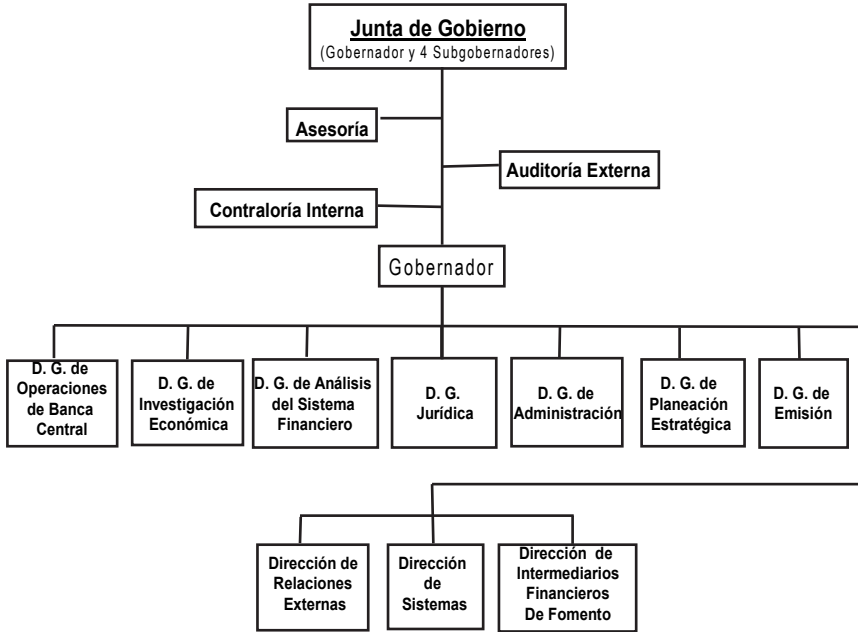 Junta de Gobierno
(Gobernador y 4 Subgobernadores)
Asesoría
Auditoría Externa
Contraloría Interna
Gobernador
D. G. de
Operaciones
de Banca
Central
D. G. de
Investigación
Económica
D. G. de Análisis
del Sistema
Financiero
D. G.
Jurídica
D. G. de
Administración
D. G. de
Planeación
Estratégica
D. G. de
Emisión
Dirección de
Relaciones
Externas
Dirección
de
Sistemas
Dirección de
Intermediarios
Financieros
De Fomento